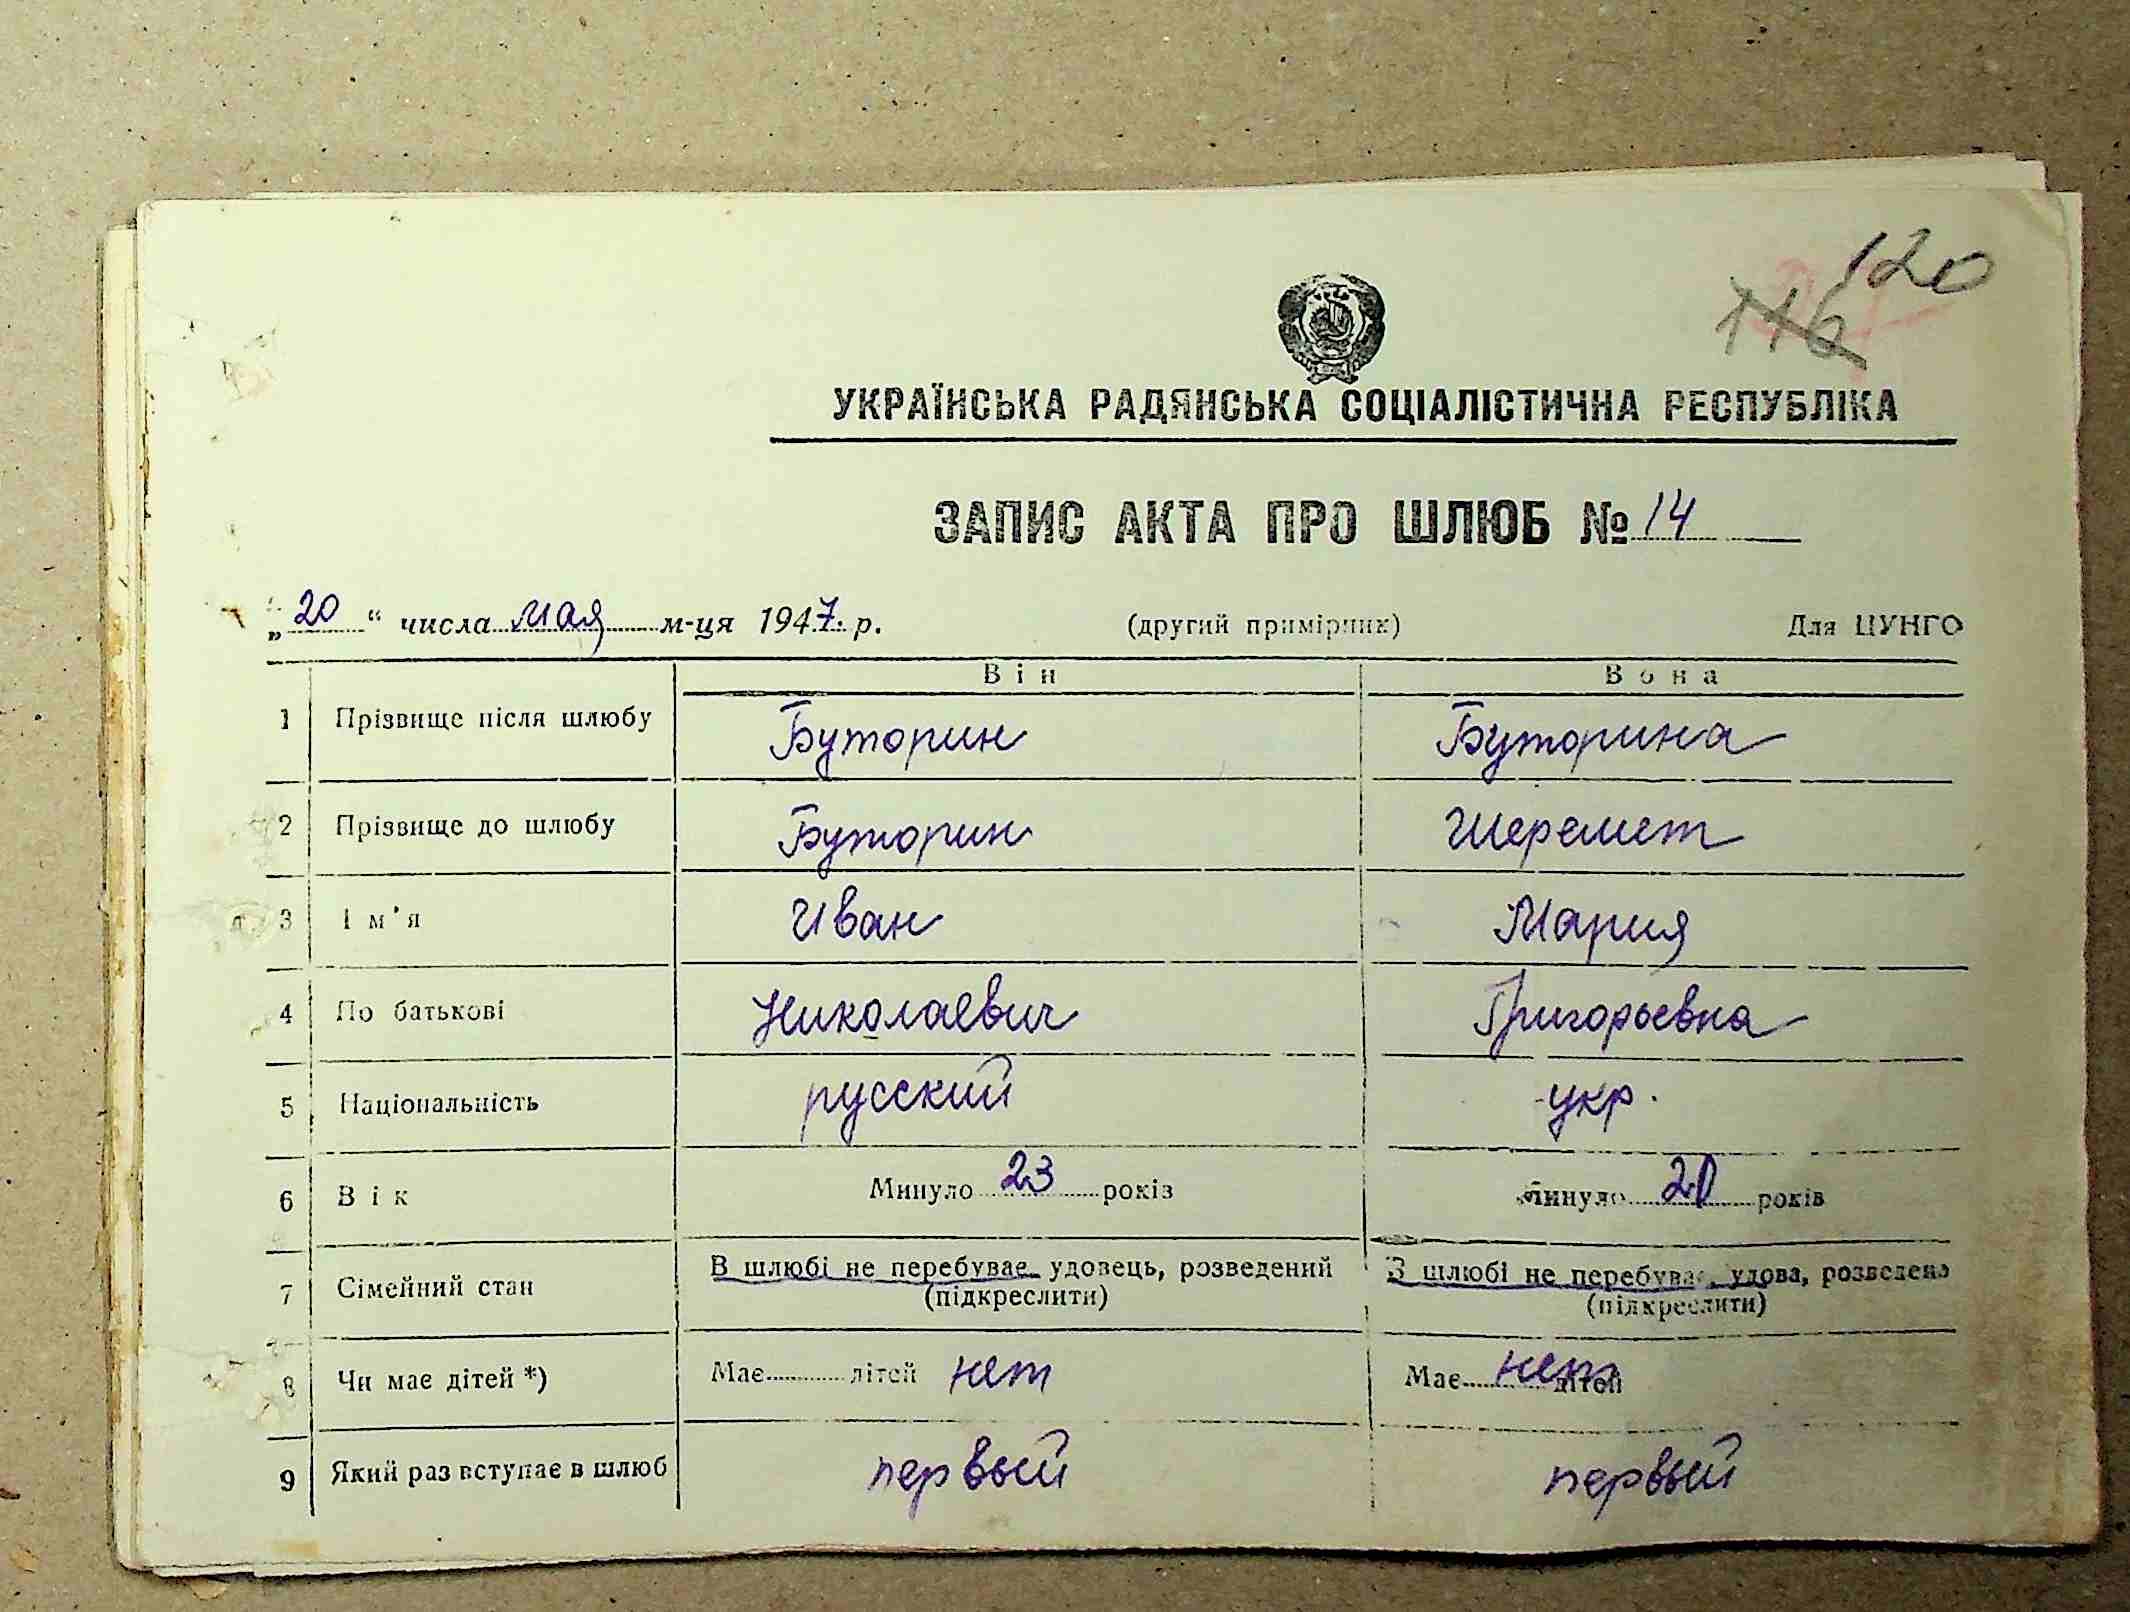 120
116
УКРАЇНСЬКА РАДЯНСЬКА СОЦІАЛІСТИЧНА РЕСПУБЛІКА
ЗАПИС АКТА ПРО ШЛЮБ № 14
„20“ числа мая м-ця 1947. р. (другий примірник) Для ЦУНГО
Він Вона
1 Прізвище після шлюбу Буторин Буторина
2 Прізвище до шлюбу Буторин Шеремет
3 Ім'я Иван Мария
4 По батькові Николаевич Григорьевна
5 Національність русский укр.
6 Вік Минуло 23 років Минуло 20 років
7 Сімейний стан В шлюбі не перебуває, удовець, розведений В шлюбі не перебуває, удова, розведена
(підкреслити) (підкреслити)
8 Чи має дітей *) Має дітей нет Має нет дітей
9 Який раз вступає в шлюб первый первый